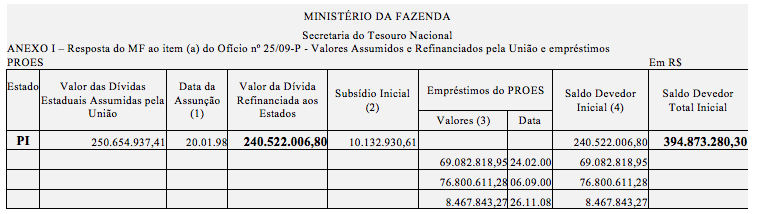 MINISTÉRIO DA FAZENDA
Secretaria do Tesouro Nacional
ANEXO I – Resposta do MF ao item (a) do Ofício nº 25/09-P - Valores Assumidos e Refinanciados pela União e empréstimos
PROES Em R$
Estado Valor das Dívidas Estaduais Assumidas pela União Data da Assunção (1) Valor da Dívida Refinanciada aos Estados Subsídio Inicial (2) Empréstimos do PROES Saldo Devedor Inicial (4) Saldo Devedor Total Inicial
Valores (3) Data
PI 250.654.937,41 20.01.98 240.522.006,80 10.132.930,61 240.522.006,80 394.873.280,30
69.082.818,95 24.02.00 69.082.818,95
76.800.611,28 06.09.00 76.800.611,28
8.467.843,27 26.11.08 8.467.843,27